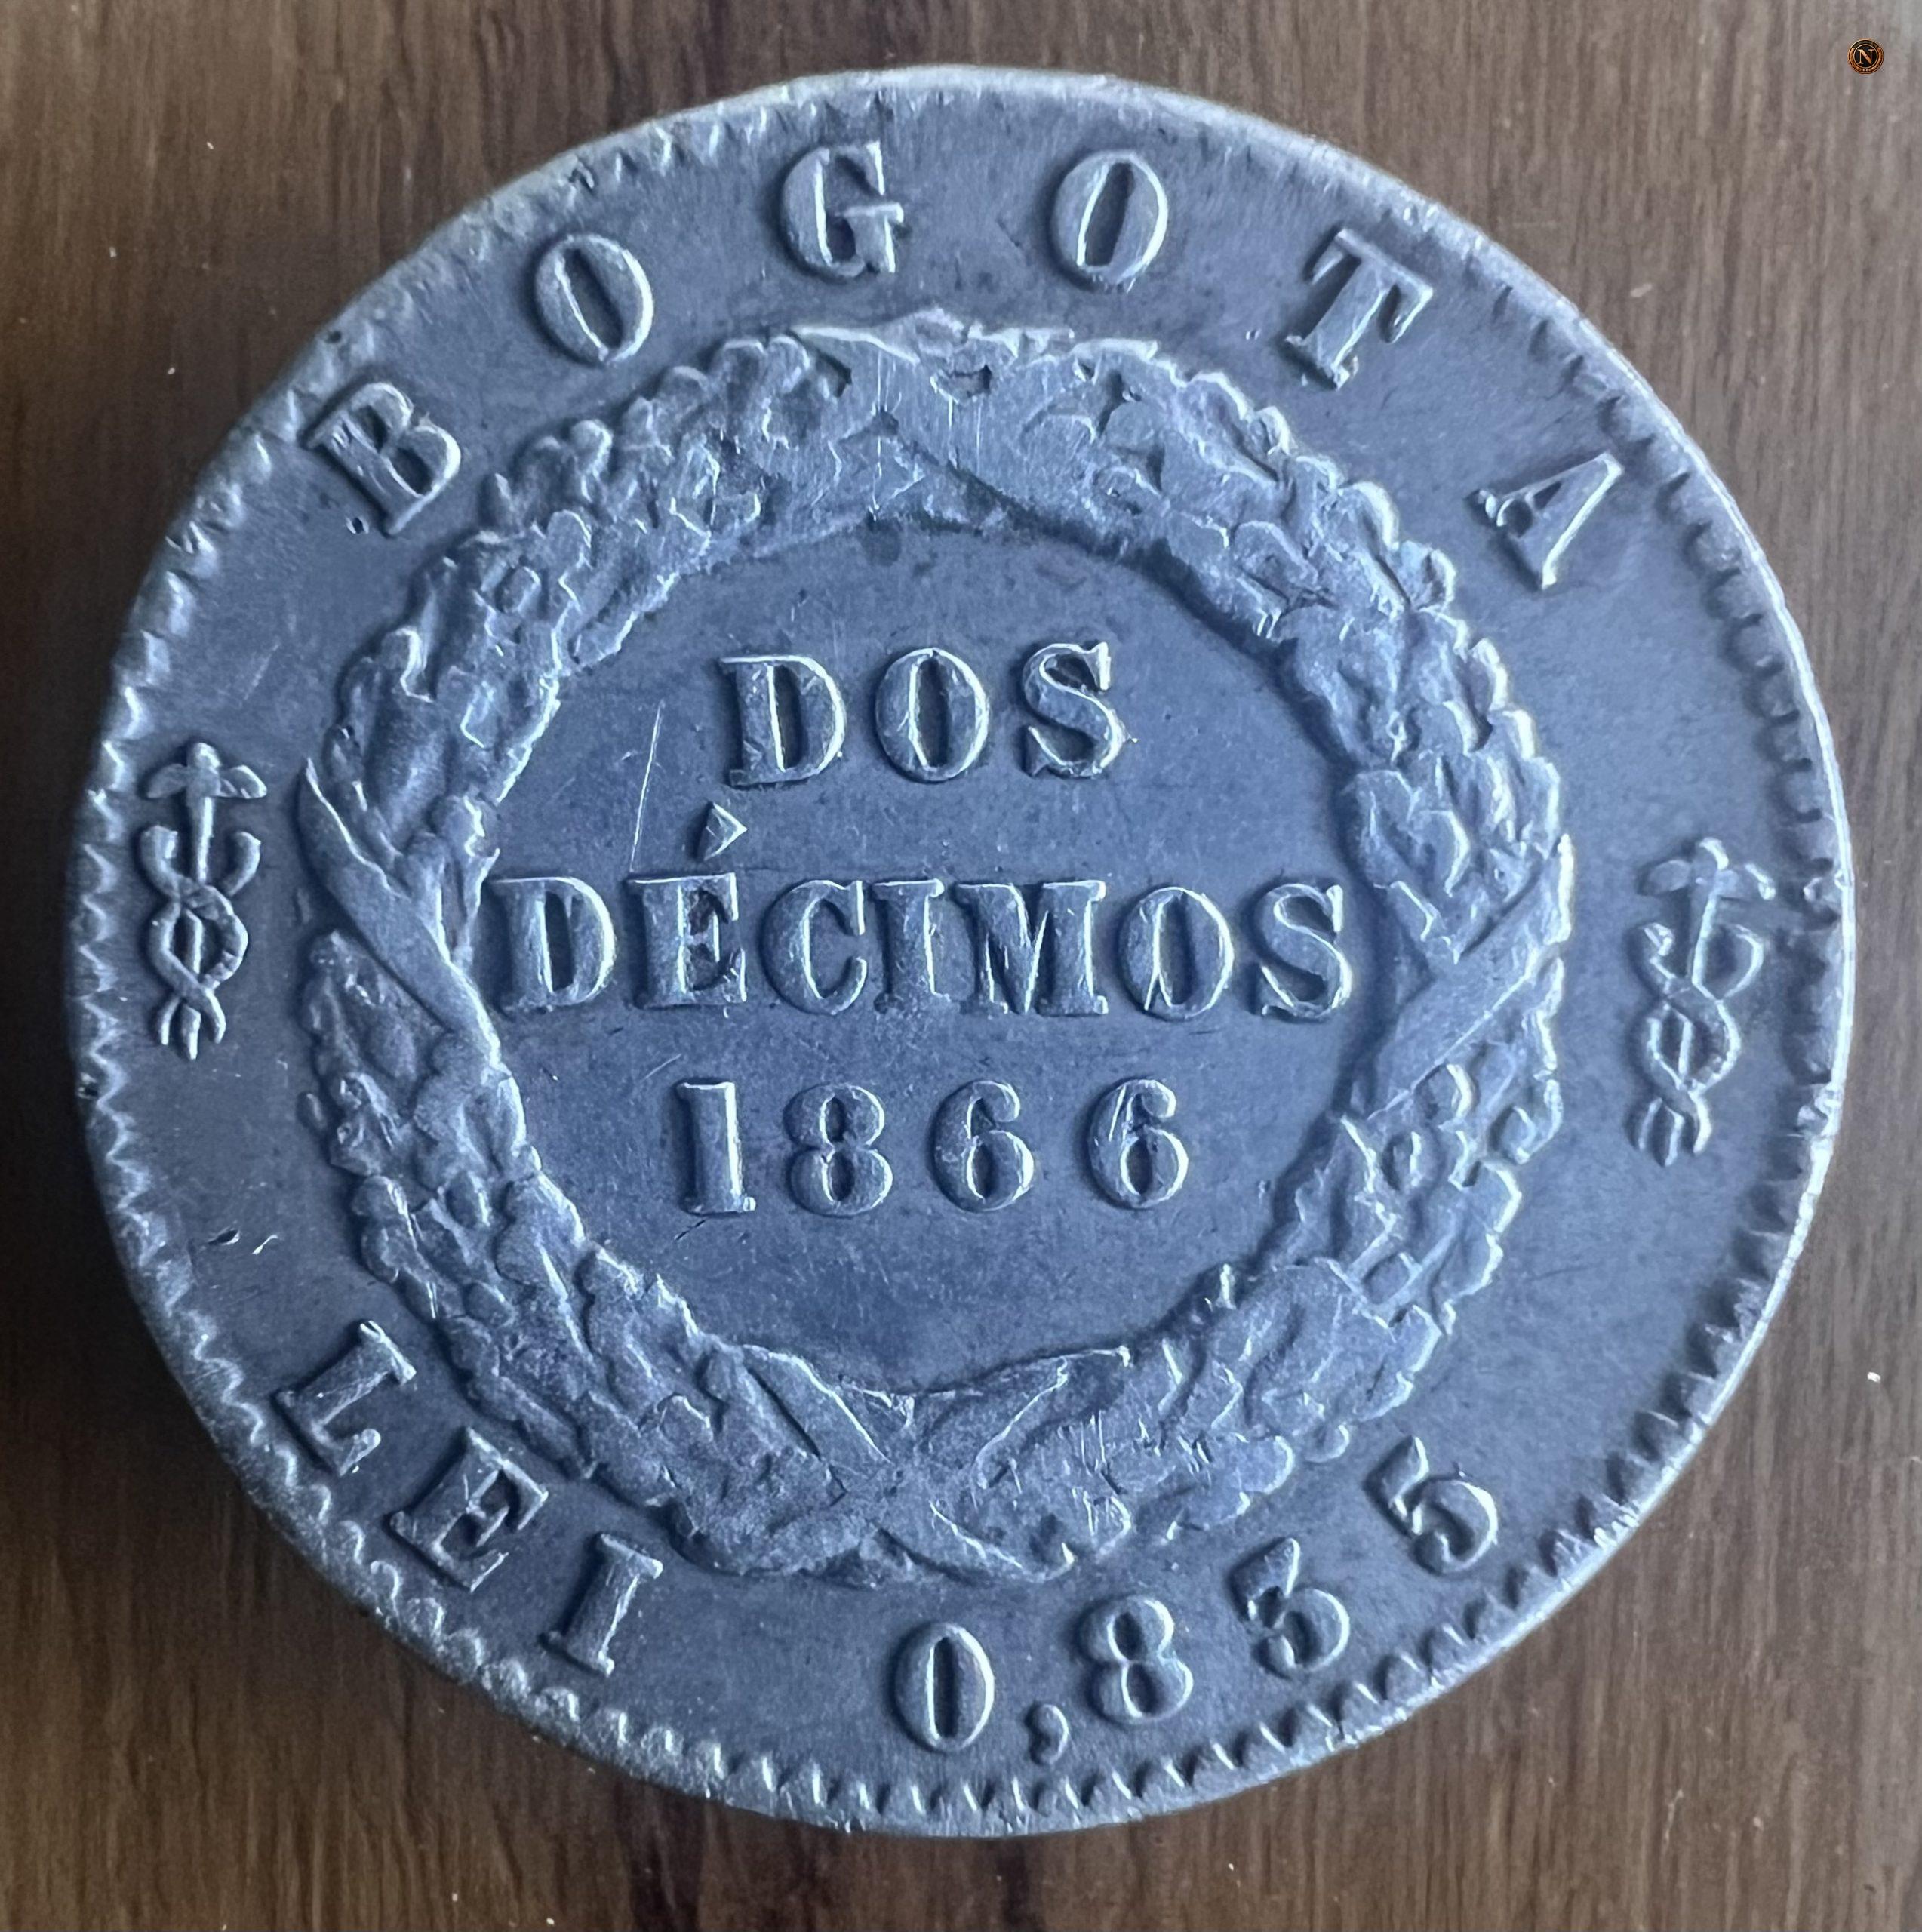 BOGOTA
DOS
DÉCIMOS
1866
LEI 0,835
N